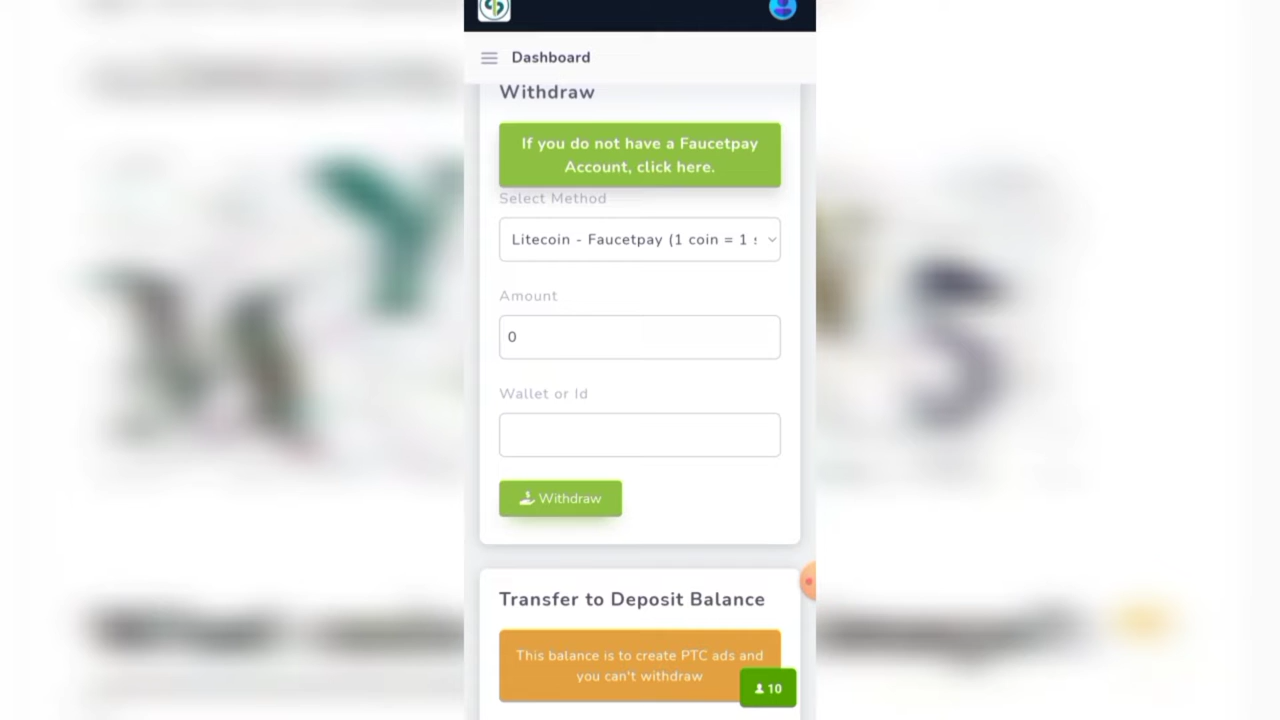 Dashboard
Withdraw
If you do not have a Faucetpay
Account, click here.
Select Method
Litecoin - Faucetpay (1 coin = 1 s
Amount
0
Wallet or Id
Withdraw
Transfer to Deposit Balance
This balance is to create PTC ads and
you can't withdraw
10